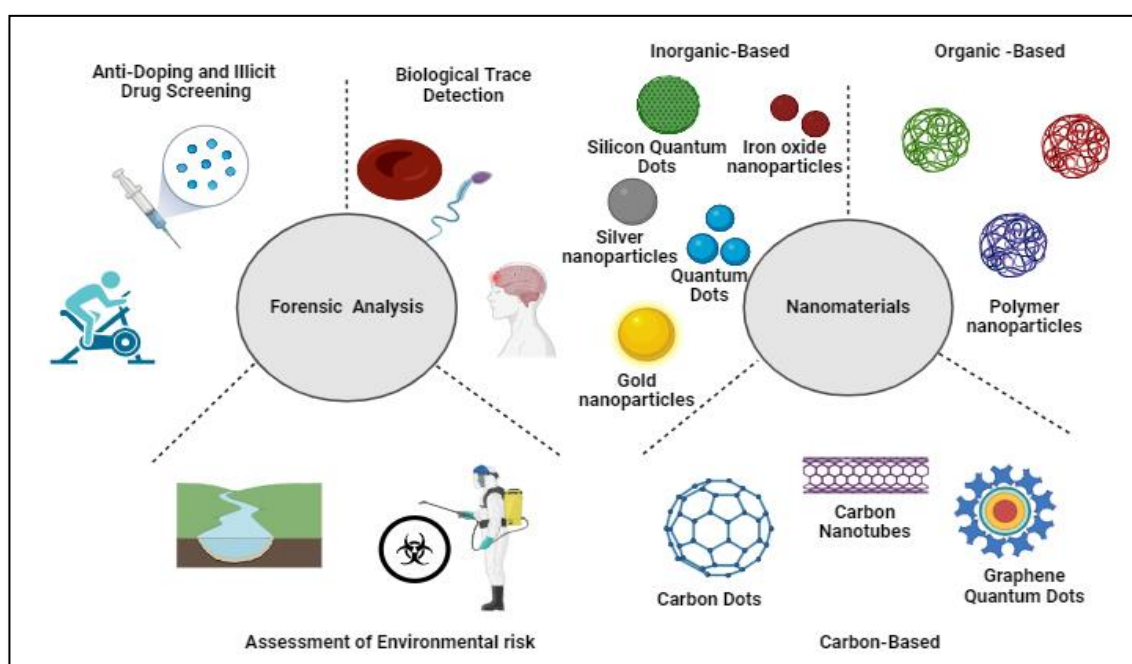 Anti-Doping and Illicit
Drug Screening
Biological Trace
Detection
Forensic Analysis
Assessment of Environmental risk
Inorganic-Based
Organic -Based
Silicon Quantum
Dots
Iron oxide
nanoparticles
Silver
nanoparticles
Quantum
Dots
Gold
nanoparticles
Nanomaterials
Polymer
nanoparticles
Carbon Dots
Carbon
Nanotubes
Graphene
Quantum Dots
Carbon-Based